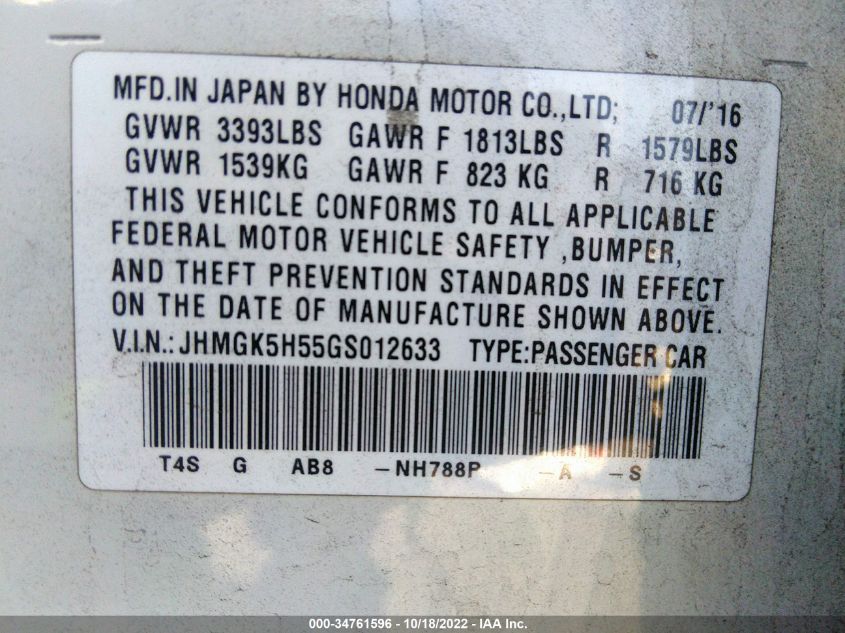 MFD.IN JAPAN BY HONDA MOTOR CO.,LTD; 07/'16
GVWR 3393LBS GAWR F 1813LBS R 1579LBS
GVWR 1539KG GAWR F 823 KG R 716 KG
THIS VEHICLE CONFORMS TO ALL APPLICABLE
FEDERAL MOTOR VEHICLE SAFETY ,BUMPER,
AND THEFT PREVENTION STANDARDS IN EFFECT
ON THE DATE OF MANUFACTURE SHOWN ABOVE.
V.I.N.: JHMGK5H55GS012633 TYPE:PASSENGER CAR
T4S G AB8 -NH788P -A -S
000-34761596 - 10/18/2022 - IAA Inc.